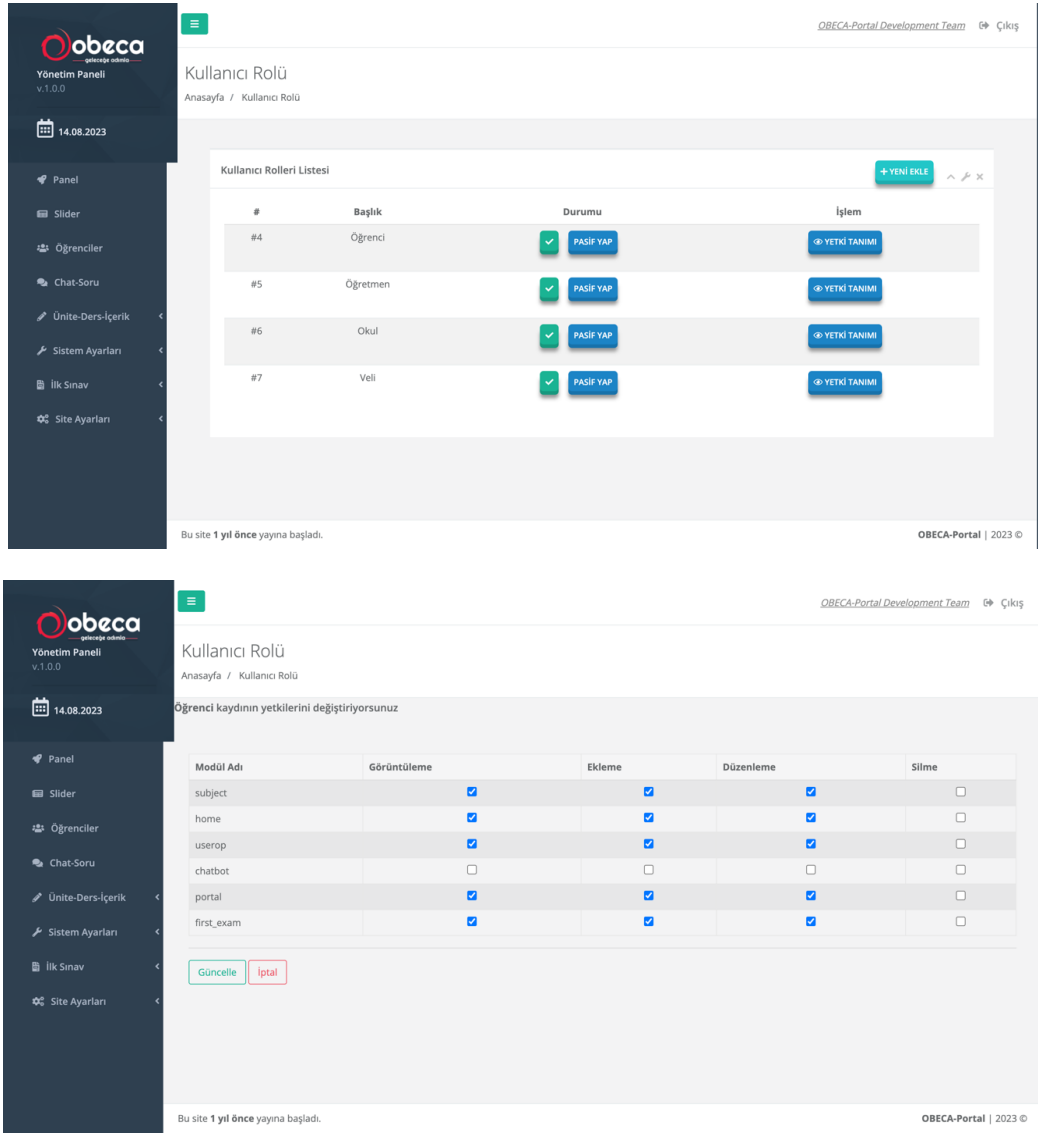 OBECA-Portal Development Team Çıkış
obeca
geleceğe adımla
Yönetim Paneli
v.1.0.0
14.08.2023
Panel
Slider
Öğrenciler
Chat-Soru
Ünite-Ders-İçerik
Sistem Ayarları
İlk Sınav
Site Ayarları
Kullanıcı Rolü
Anasayfa / Kullanıcı Rolü
Kullanıcı Rolleri Listesi
+ YENİ EKLE
# Başlık Durumu İşlem
#4 Öğrenci PASİF YAP YETKİ TANIMI
#5 Öğretmen PASİF YAP YETKİ TANIMI
#6 Okul PASİF YAP YETKİ TANIMI
#7 Veli PASİF YAP YETKİ TANIMI
Bu site 1 yıl önce yayına başladı. OBECA-Portal | 2023 ©
OBECA-Portal Development Team Çıkış
obeca
geleceğe adımla
Yönetim Paneli
v.1.0.0
14.08.2023
Panel
Slider
Öğrenciler
Chat-Soru
Ünite-Ders-İçerik
Sistem Ayarları
İlk Sınav
Site Ayarları
Kullanıcı Rolü
Anasayfa / Kullanıcı Rolü
Öğrenci kaydının yetkilerini değiştiriyorsunuz
Modül Adı Görüntüleme Ekleme Düzenleme Silme
subject
home
userop
chatbot
portal
first_exam
Güncelle İptal
Bu site 1 yıl önce yayına başladı. OBECA-Portal | 2023 ©